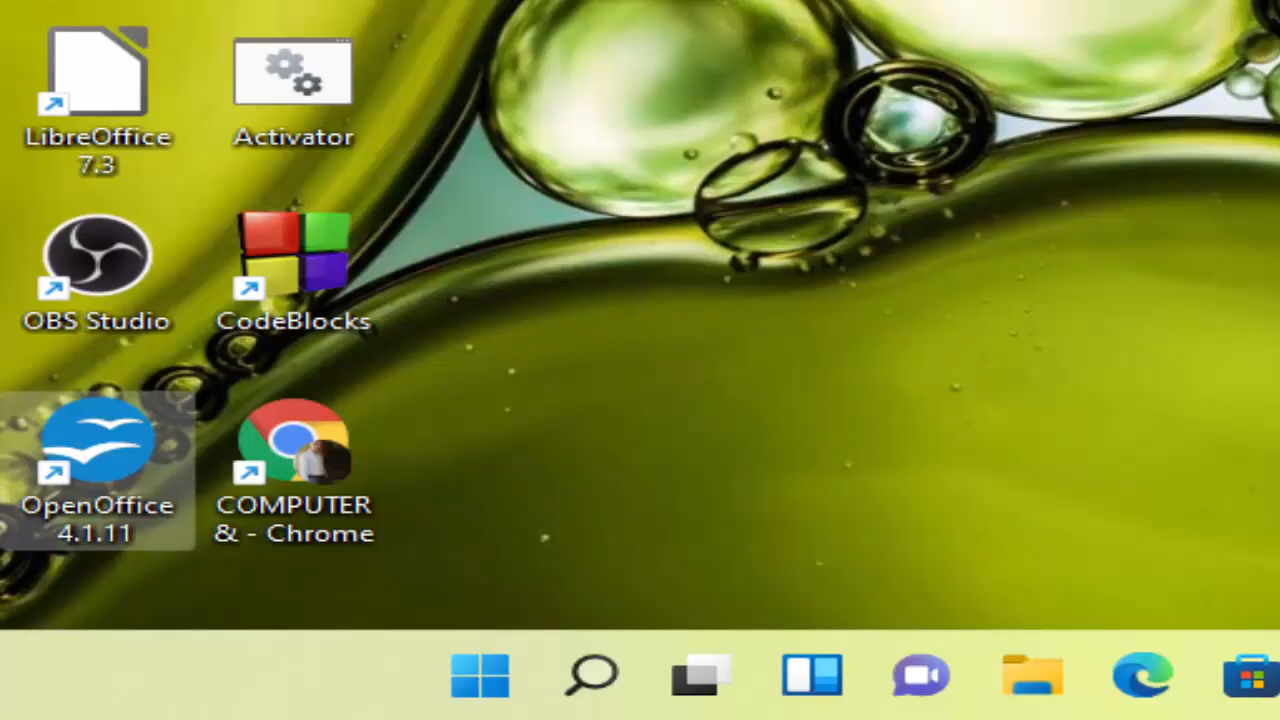 LibreOffice
7.3
Activator
OBS Studio
CodeBlocks
OpenOffice
4.1.11
COMPUTER
& - Chrome